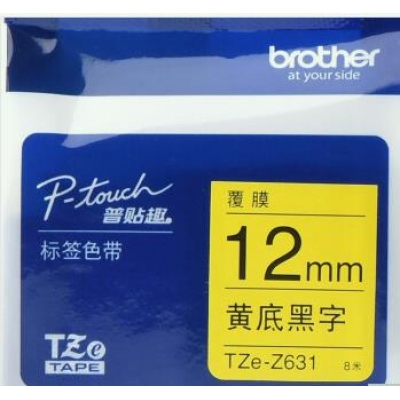 brother
at your side
P-touch
普贴趣
标签色带
TZe
TAPE
覆膜
12mm
黄底黑字
TZe-Z631 8米